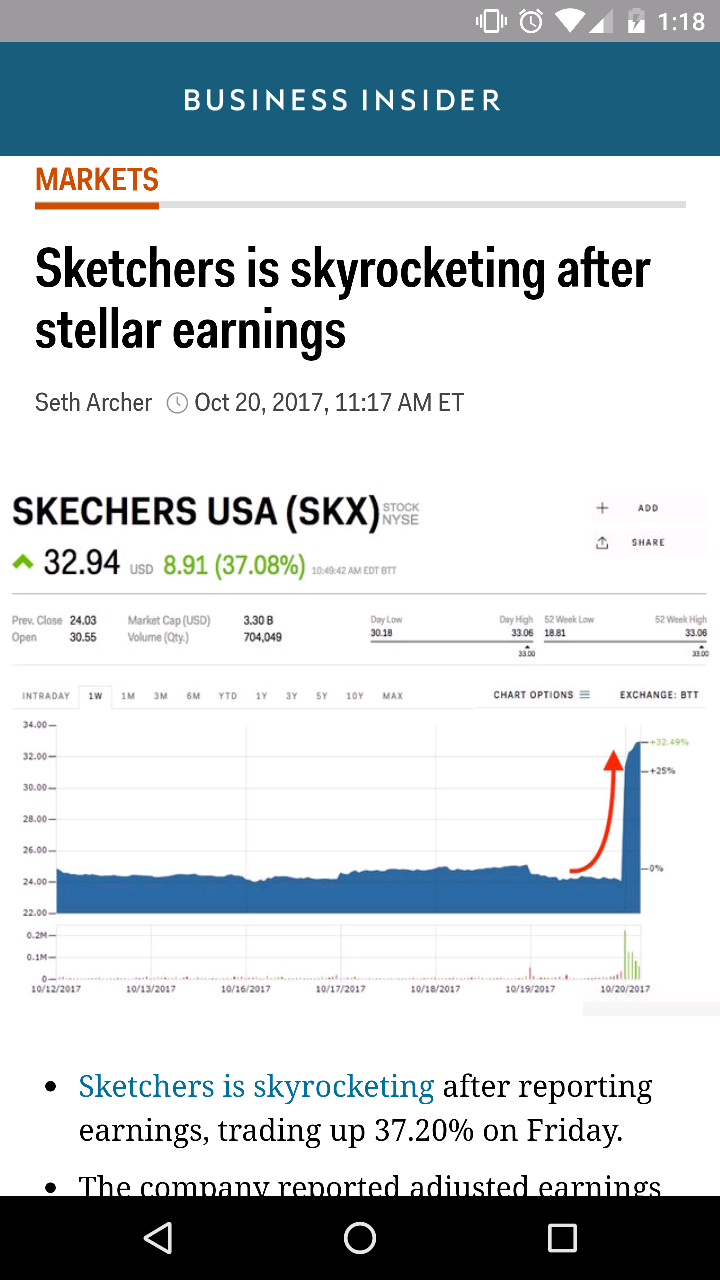 1:18
BUSINESS INSIDER
MARKETS
Sketchers is skyrocketing after
stellar earnings
Seth Archer Oct 20, 2017, 11:17 AM ET
SKECHERS USA (SKX) STOCK NYSE
+ ADD
SHARE
32.94 USD 8.91 (37.08%) 10:49:42 AM EDT BTT
Prev. Close 24.03 Market Cap (USD) 3.30 B Day Low Day High 52 Week Low 52 Week High
Open 30.55 Volume (Qty.) 704,049 30.18 33.06 18.81 33.06
33.00 33.00
INTRADAY 1W 1M 3M 6M YTD 1Y 3Y 5Y 10Y MAX CHART OPTIONS EXCHANGE: BTT
34.00
+32.49%
32.00
+25%
30.00
28.00
26.00
0%
24.00
22.00
0.2M
0.1M
0
10/12/2017 10/13/2017 10/16/2017 10/17/2017 10/18/2017 10/19/2017 10/20/2017
• Sketchers is skyrocketing after reporting
earnings, trading up 37.20% on Friday.
• The company reported adjusted earnings